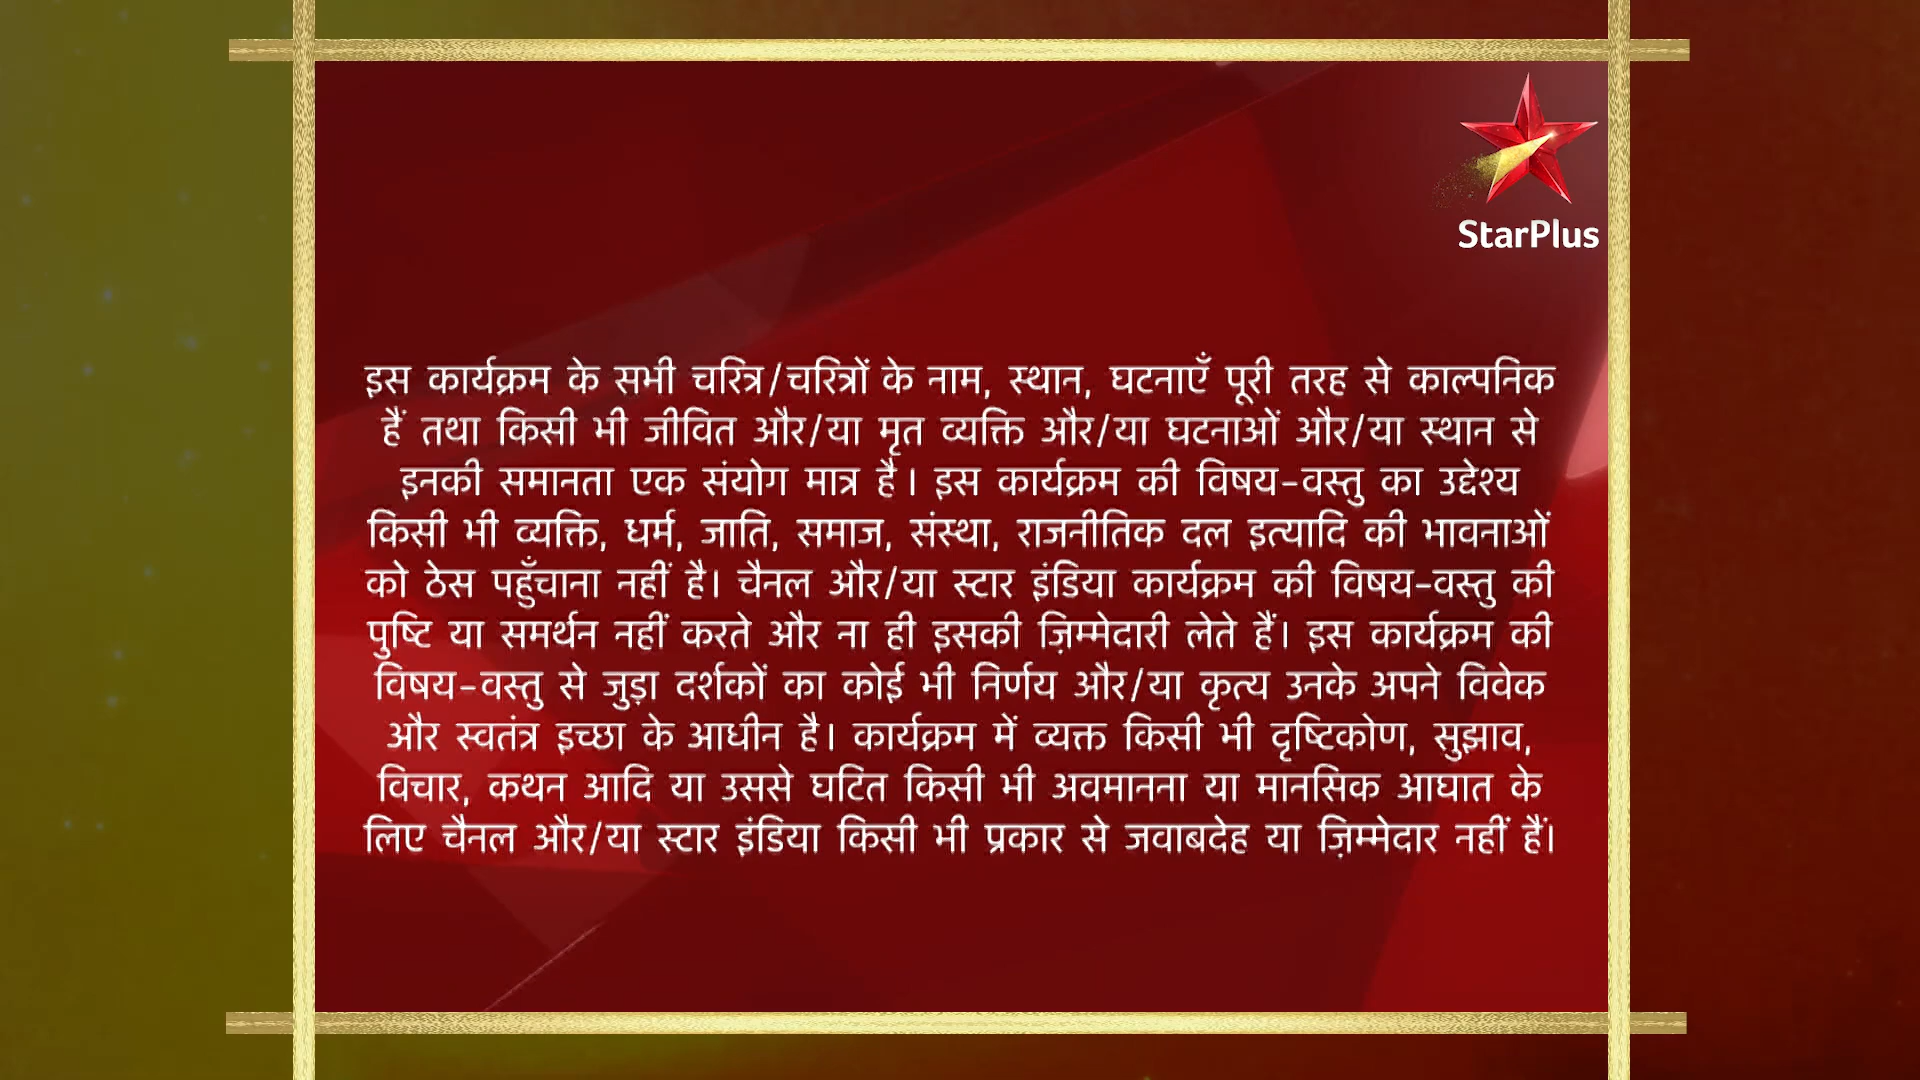 StarPlus
इस कार्यक्रम के सभी चरित्र/चरित्रों के नाम, स्थान, घटनाएँ पूरी तरह से काल्पनिक
हैं तथा किसी भी जीवित और/या मृत व्यक्ति और/या घटनाओं और/या स्थान से
इनकी समानता एक संयोग मात्र है। इस कार्यक्रम की विषय-वस्तु का उद्देश्य
किसी भी व्यक्ति, धर्म, जाति, समाज, संस्था, राजनीतिक दल इत्यादि की भावनाओं
को ठेस पहुँचाना नहीं है। चैनल और/या स्टार इंडिया कार्यक्रम की विषय-वस्तु की
पुष्टि या समर्थन नहीं करते और ना ही इसकी ज़िम्मेदारी लेते हैं। इस कार्यक्रम की
विषय-वस्तु से जुड़ा दर्शकों का कोई भी निर्णय और/या कृत्य उनके अपने विवेक
और स्वतंत्र इच्छा के आधीन है। कार्यक्रम में व्यक्त किसी भी दृष्टिकोण, सुझाव,
विचार, कथन आदि या उससे घटित किसी भी अवमानना या मानसिक आघात के
लिए चैनल और/या स्टार इंडिया किसी भी प्रकार से जवाबदेह या ज़िम्मेदार नहीं हैं।